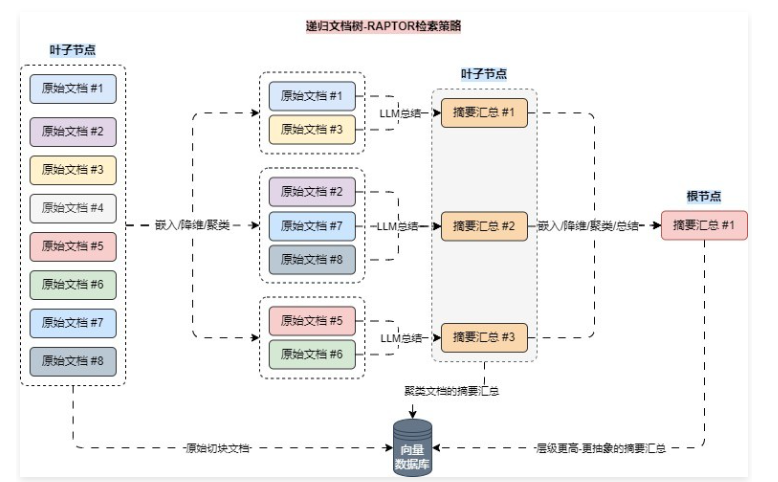 递归文档树-RAPTOR检索策略
叶子节点
原始文档 #1
原始文档 #2
原始文档 #3
原始文档 #4
原始文档 #5
原始文档 #6
原始文档 #7
原始文档 #8
嵌入/降维/聚类
原始文档 #1
原始文档 #3
LLM总结
原始文档 #2
原始文档 #7
原始文档 #8
LLM总结
原始文档 #5
原始文档 #6
LLM总结
叶子节点
摘要汇总 #1
摘要汇总 #2
摘要汇总 #3
嵌入/降维/聚类/总结
根节点
摘要汇总 #1
聚类文档的摘要汇总
原始切块文档
向量
数据库
层级更高-更抽象的摘要汇总